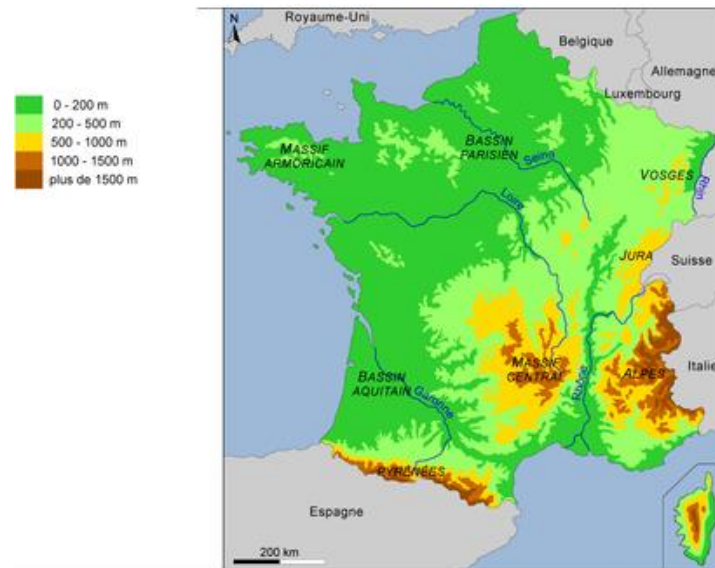 N
Royaume-Uni
Belgique
Allemagne
Luxembourg
0 - 200 m
200 - 500 m
500 - 1000 m
1000 - 1500 m
plus de 1500 m
MASSIF
ARMORICAIN
BASSIN
PARISIEN
Seine
VOSGES
Rhin
Loire
JURA
Suisse
MASSIF
CENTRAL
Rhône
ALPES
Italie
BASSIN
AQUITAIN
Garonne
PYRÉNÉES
Espagne
200 km